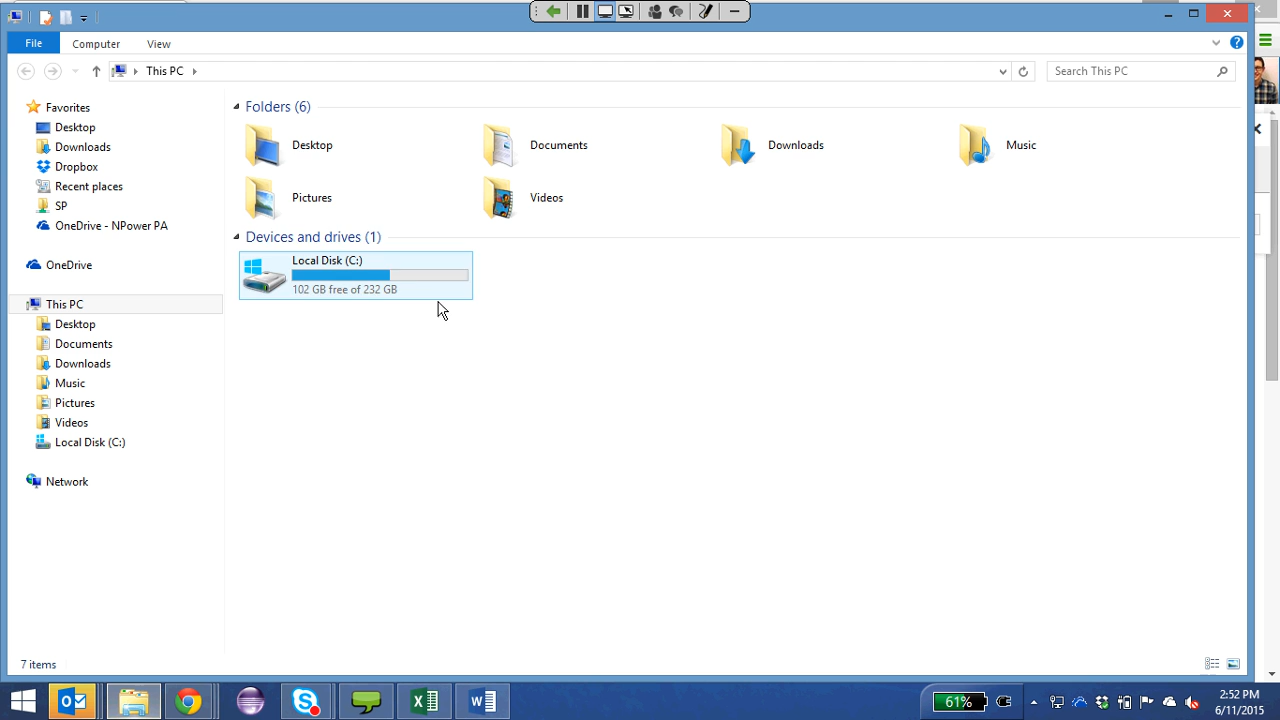 File Computer View
This PC
Search This PC
Favorites
Desktop
Downloads
Dropbox
Recent places
SP
OneDrive - NPower PA
OneDrive
This PC
Desktop
Documents
Downloads
Music
Pictures
Videos
Local Disk (C:)
Network
Folders (6)
Desktop Documents Downloads Music
Pictures Videos
Devices and drives (1)
Local Disk (C:)
102 GB free of 232 GB
7 items
61%
2:52 PM
6/11/2015